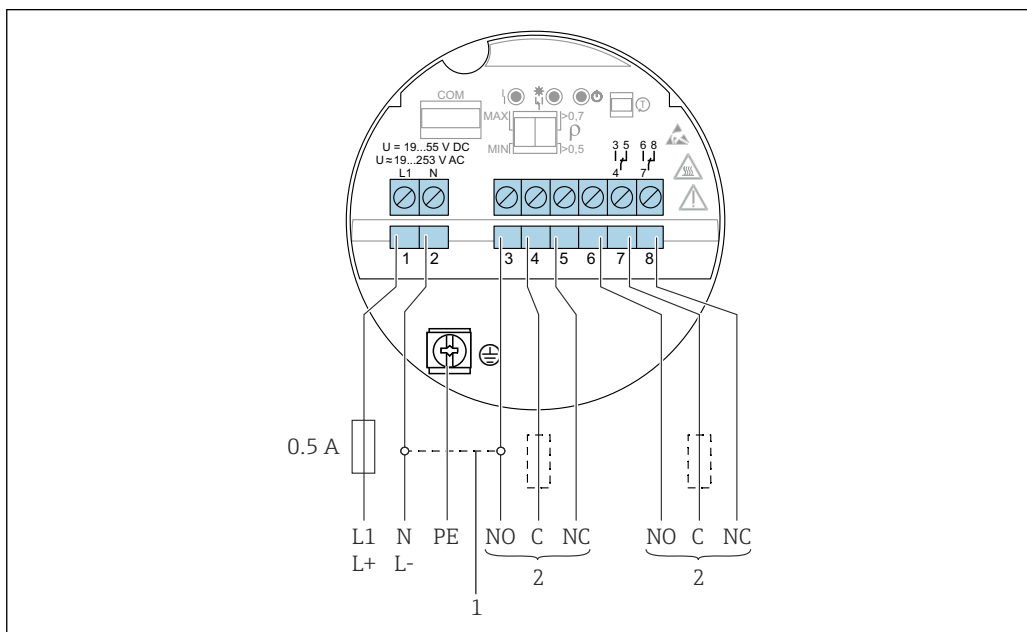 COM
MAX
>0,7
ρ
MIN
>0,5
T
U = 19...55 V DC
U ≈ 19...253 V AC
L1 N
3 5
4
6 8
7
1 2 3 4 5 6 7 8
0.5 A
L1 N PE NO C NC NO C NC
L+ L- 2 2
1